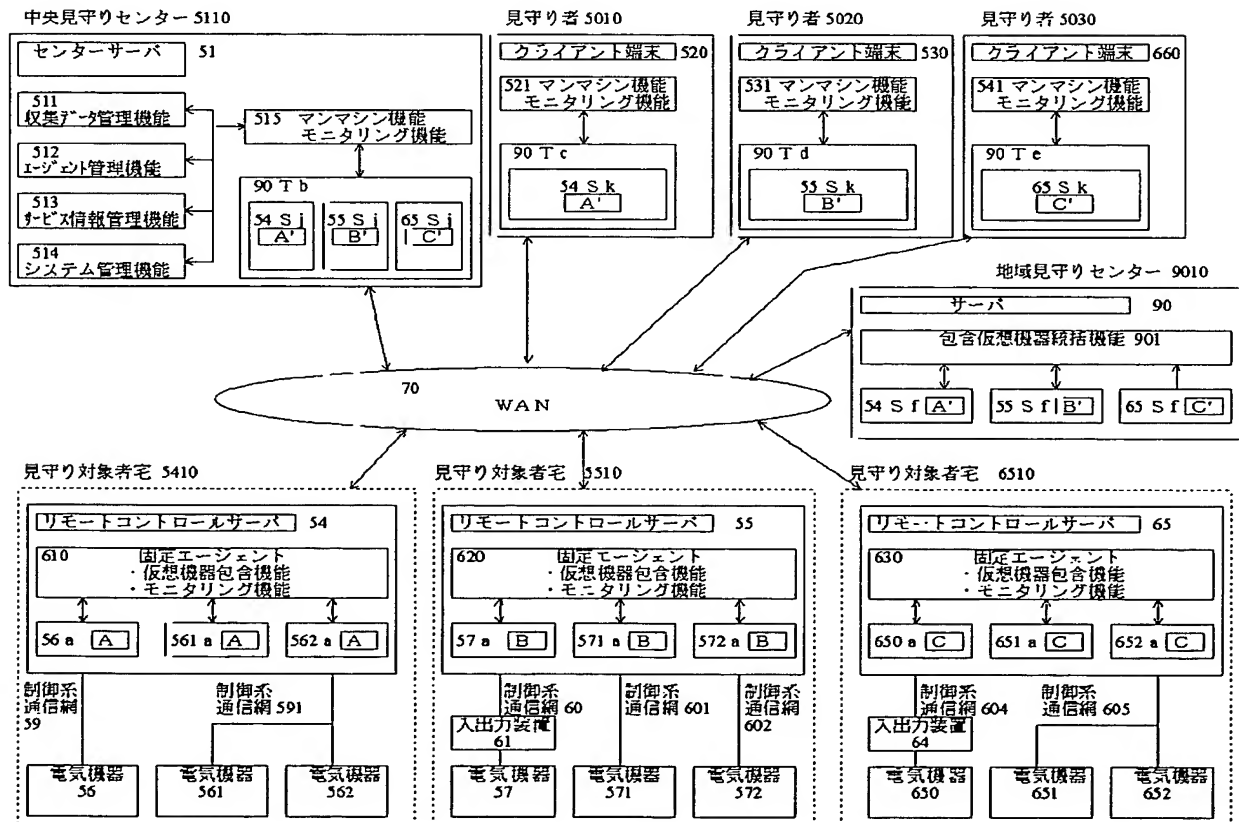 中央見守りセンター 5110
センターサーバ 51
511
収集データ管理機能
512
エージェント管理機能
513
サービス情報管理機能
514
システム管理機能
515 マンマシン機能
モニタリング機能
90 T b
54 S j
A'
55 S j
B'
65 S j
C'
見守り者 5010
クライアント端末 520
521 マンマシン機能
モニタリング機能
90 T c
54 S k
A'
見守り者 5020
クライアント端末 530
531 マンマシン機能
モニタリング機能
90 T d
55 S k
B'
見守り者 5030
クライアント端末 660
541 マンマシン機能
モニタリング機能
90 T e
65 S k
C'
地域見守りセンター 9010
サーバ 90
包含仮想機器統括機能 901
54 S f A'
55 S f B'
65 S f C'
70
WAN
見守り対象者宅 5410
リモートコントロールサーバ 54
610 固定エージェント
・仮想機器包含機能
・モニタリング機能
56 a A
561 a A
562 a A
制御系
通信網
59
制御系
通信網 591
電気機器
56
電気機器
561
電気機器
562
見守り対象者宅 5510
リモートコントロールサーバ 55
620 固定エージェント
・仮想機器包含機能
・モニタリング機能
57 a B
571 a B
572 a B
制御系
通信網 60
入出力装置
61
制御系
通信網 601
制御系
通信網
602
電気機器
57
電気機器
571
電気機器
572
見守り対象者宅 6510
リモートコントロールサーバ 65
630 固定エージェント
・仮想機器包含機能
・モニタリング機能
650 a C
651 a C
652 a C
制御系
通信網 604
入出力装置
64
制御系
通信網 605
電気機器
650
電気機器
651
電気機器
652